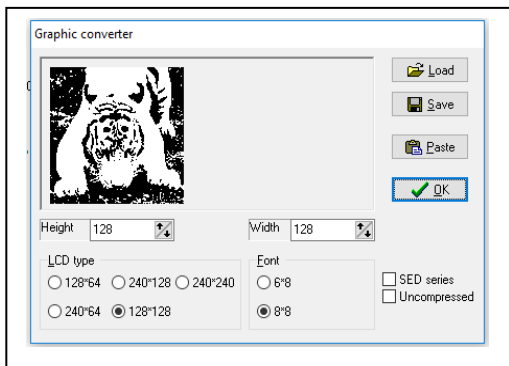 Graphic converter
Load
Save
Paste
OK
Height 128 Width 128
LCD type Font
128*64 240*128 240*240 6*8 SED series
Uncompressed
240*64 128*128 8*8